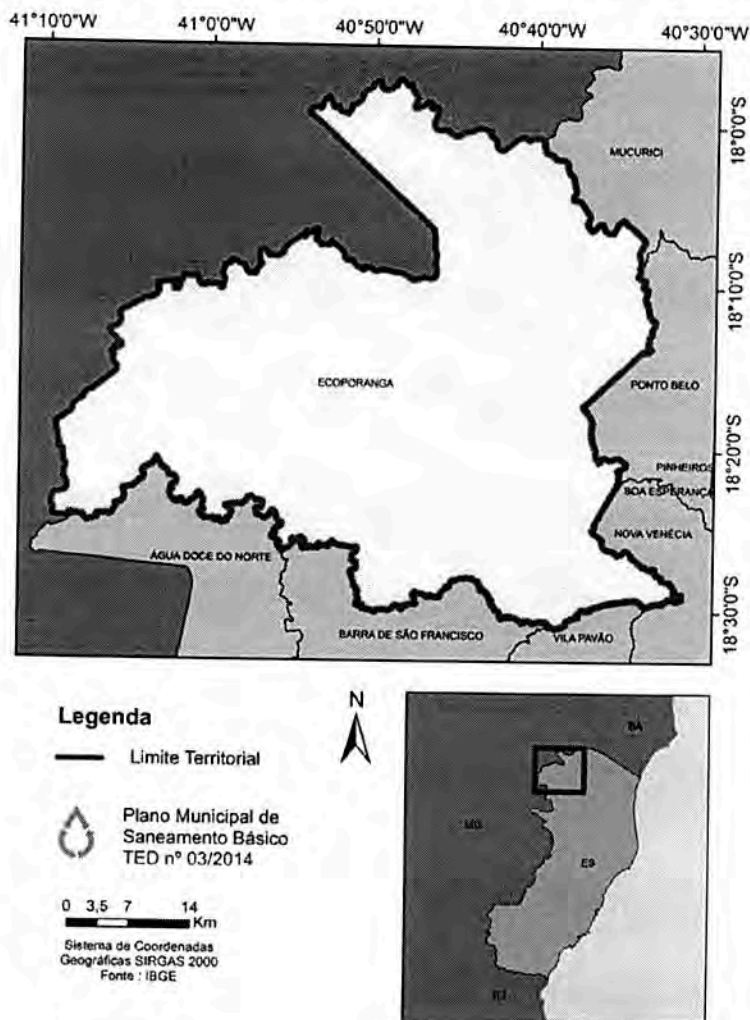 41°10'0"W 41°0'0"W 40°50'0"W 40°40'0"W 40°30'0"W
18°0'0"S
MUCURICI
18°10'0"S
ECOPORANGA
PONTO BELO
18°20'0"S
PINHEIROS
BOA ESPERANÇA
NOVA VENÉCIA
ÁGUA DOCE DO NORTE
BARRA DE SÃO FRANCISCO
VILA PAVÃO
18°30'0"S
Legenda
Limite Territorial
Plano Municipal de
Saneamento Básico
TED nº 03/2014
0 3,5 7 14
Km
Sistema de Coordenadas
Geográficas SIRGAS 2000
Fonte : IBGE
N
BA
MG
ES
RJ